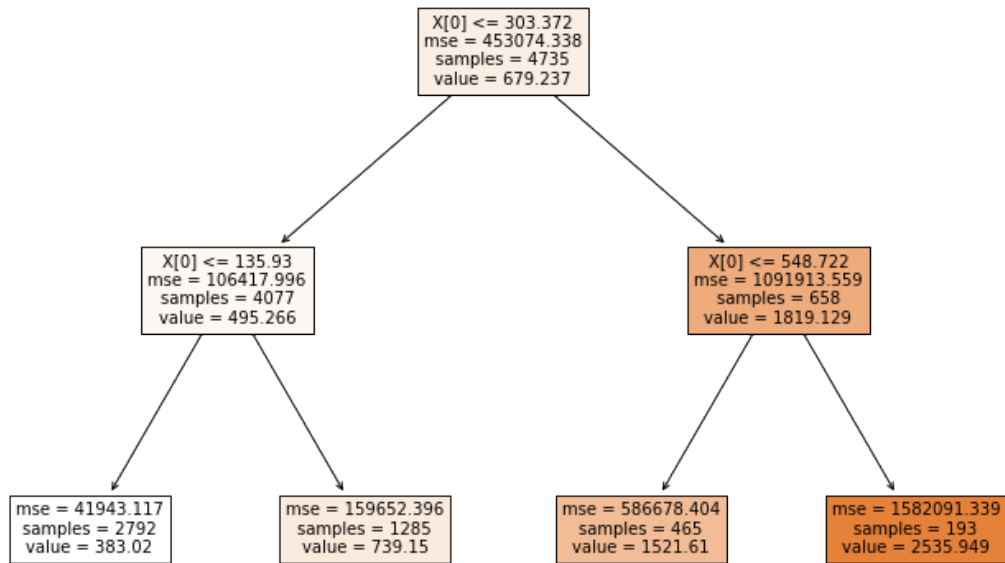 X[0] <= 303.372
mse = 453074.338
samples = 4735
value = 679.237
X[0] <= 135.93
mse = 106417.996
samples = 4077
value = 495.266
X[0] <= 548.722
mse = 1091913.559
samples = 658
value = 1819.129
mse = 41943.117
samples = 2792
value = 383.02
mse = 159652.396
samples = 1285
value = 739.15
mse = 586678.404
samples = 465
value = 1521.61
mse = 1582091.339
samples = 193
value = 2535.949